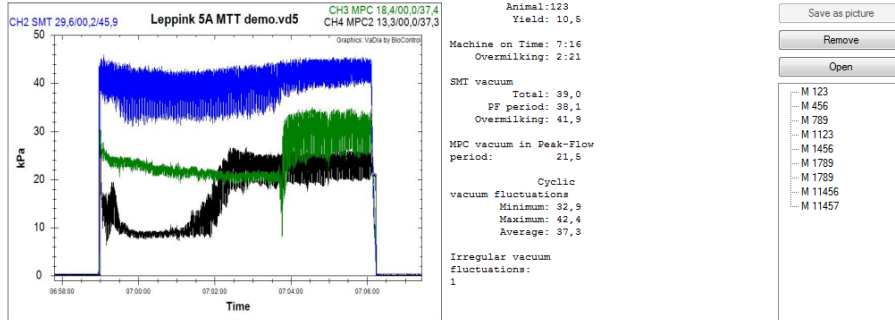 CH2 SMT 29,6/00,2/45,9
Leppink 5A MTT demo.vd5
CH3 MPC 18,4/00,0/37,4
CH4 MPC2 13,3/00,0/37,3
Graphics: VaDia by BioControl
kPa
50
40
30
20
10
0
06:58:00
07:00:00
07:02:00
07:04:00
07:06:00
Time
Animal:123
Yield: 10,5
Machine on Time: 7:16
Overmilking: 2:21
SMT vacuum
Total: 39,0
PF period: 38,1
Overmilking: 41,9
MPC vacuum in Peak-Flow
period: 21,5
Cyclic
vacuum fluctuations
Minimum: 32,9
Maximum: 42,4
Average: 37,3
Irregular vacuum
fluctuations:
1
Save as picture
Remove
Open
M 123
M 456
M 789
M 1123
M 1456
M 1789
M 1789
M 11456
M 11457